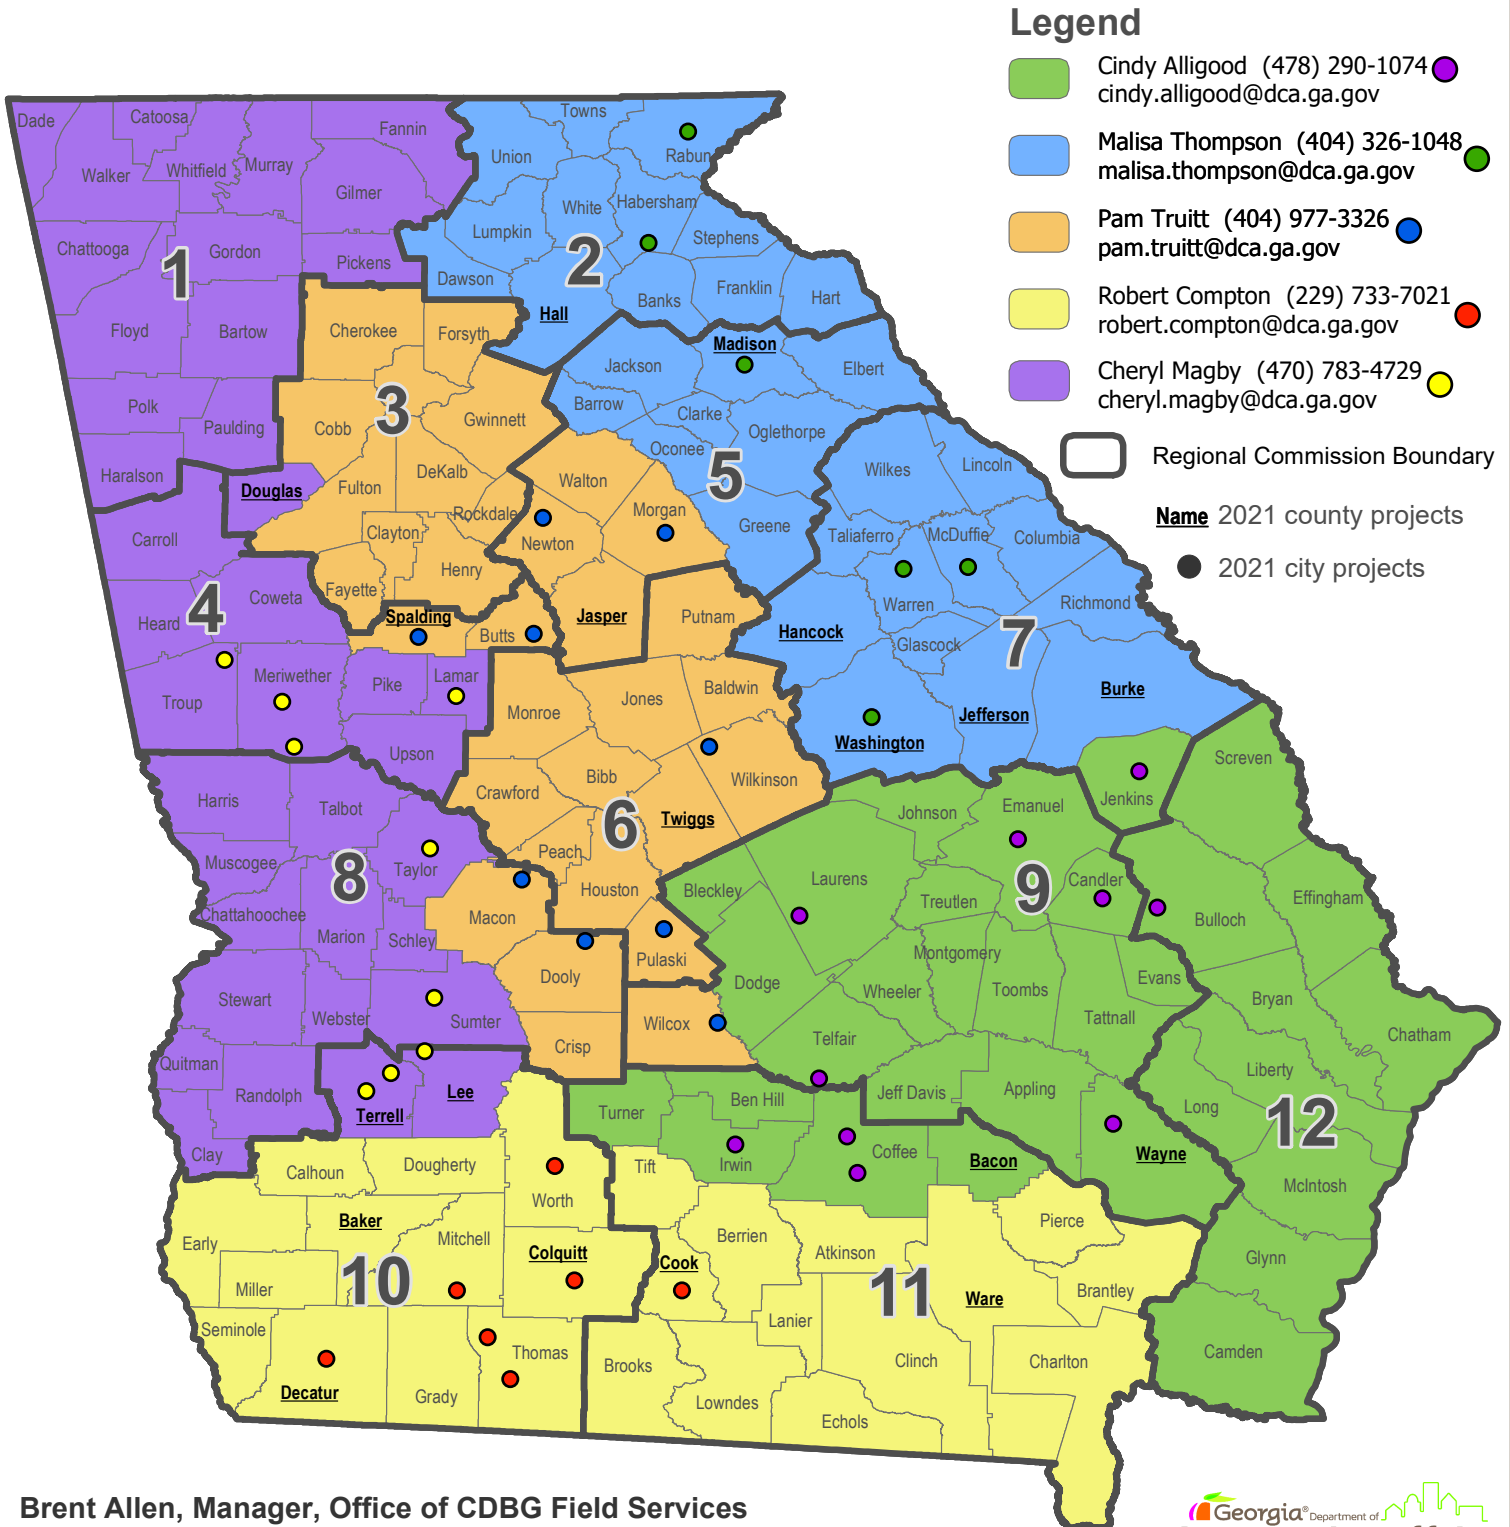 Legend
Cindy Alligood (478) 290-1074
cindy.alligood@dca.ga.gov
Malisa Thompson (404) 326-1048
malisa.thompson@dca.ga.gov
Pam Truitt (404) 977-3326
pam.truitt@dca.ga.gov
Robert Compton (229) 733-7021
robert.compton@dca.ga.gov
Cheryl Magby (470) 783-4729
cheryl.magby@dca.ga.gov
Regional Commission Boundary
Name 2021 county projects
2021 city projects
Dade
Catoosa
Fannin
Walker
Whitfield
Murray
Gilmer
Chattooga
Gordon
Pickens
1
Floyd
Bartow
Polk
Paulding
Haralson
Towns
Union
Rabun
White
Habersham
Lumpkin
Stephens
2
Dawson
Banks
Franklin
Hart
Hall
Cherokee
Forsyth
3
Cobb
Gwinnett
DeKalb
Fulton
Rockdale
Clayton
Henry
Fayette
Douglas
Carroll
Coweta
4
Heard
Spalding
Butts
Troup
Meriwether
Pike
Lamar
Upson
Madison
Jackson
Elbert
Barrow
Clarke
Oglethorpe
Oconee
5
Walton
Morgan
Greene
Newton
Jasper
Wilkes
Lincoln
Taliaferro
McDuffie
Columbia
Warren
Richmond
Hancock
Glascock
7
Burke
Jefferson
Washington
Jenkins
Putnam
Baldwin
Jones
Monroe
Bibb
Wilkinson
Crawford
6
Twiggs
Peach
Houston
Pulaski
Harris
Talbot
Muscogee
8
Taylor
Chattahoochee
Macon
Marion
Schley
Dooly
Stewart
Webster
Sumter
Crisp
Quitman
Randolph
Clay
Johnson
Emanuel
Laurens
Bleckley
Treutlen
9
Candler
Montgomery
Dodge
Wheeler
Toombs
Evans
Tattnall
Wilcox
Telfair
Jeff Davis
Appling
Wayne
Screven
Effingham
Bulloch
Bryan
Chatham
Liberty
Long
12
McIntosh
Glynn
Camden
Terrell
Lee
Calhoun
Dougherty
Worth
Baker
Early
Mitchell
Colquitt
10
Miller
Seminole
Thomas
Decatur
Grady
Turner
Ben Hill
Irwin
Coffee
Bacon
Tift
Pierce
Berrien
Atkinson
Cook
11
Ware
Brantley
Lanier
Brooks
Clinch
Charlton
Lowndes
Echols
Brent Allen, Manager, Office of CDBG Field Services
Georgia® Department of